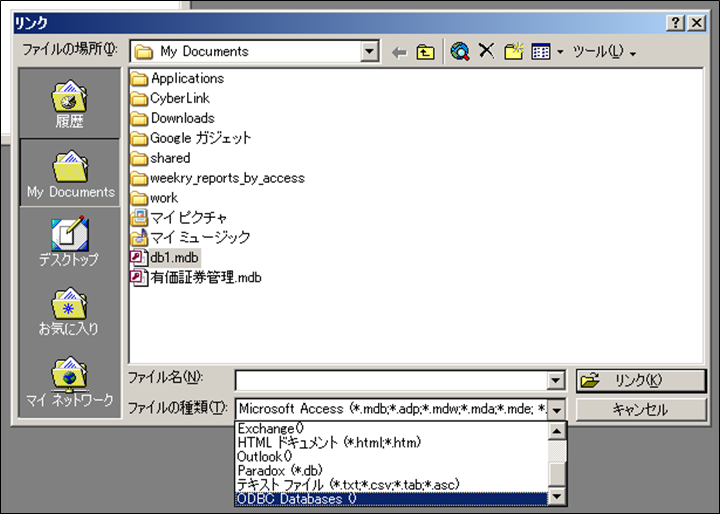 リンク
ファイルの場所(I):
My Documents
ツール(L)
履歴
My Documents
デスクトップ
お気に入り
マイ ネットワーク
Applications
CyberLink
Downloads
Google ガジェット
shared
weekry_reports_by_access
work
マイ ピクチャ
マイ ミュージック
db1.mdb
有価証券管理.mdb
ファイル名(N):
リンク(K)
ファイルの種類(T):
Microsoft Access (*.mdb;*.adp;*.mdw;*.mda;*.mde; *.
キャンセル
Exchange()
HTML ドキュメント (*.html;*.htm)
Outlook()
Paradox (*.db)
テキスト ファイル (*.txt;*.csv;*.tab;*.asc)
ODBC Databases ()